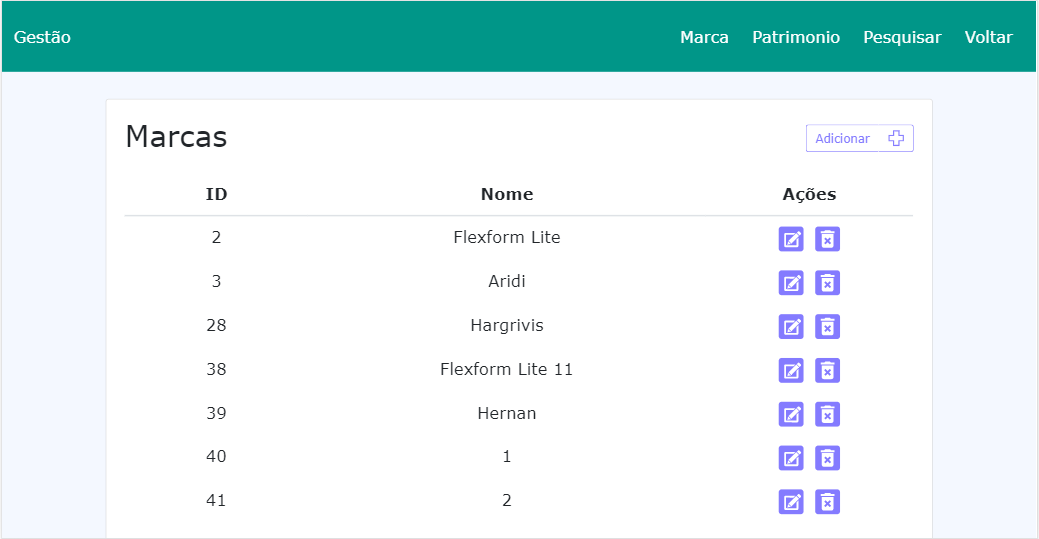 Gestão Marca Patrimonio Pesquisar Voltar
Marcas Adicionar
ID Nome Ações
2 Flexform Lite
3 Aridi
28 Hargrivis
38 Flexform Lite 11
39 Hernan
40 1
41 2